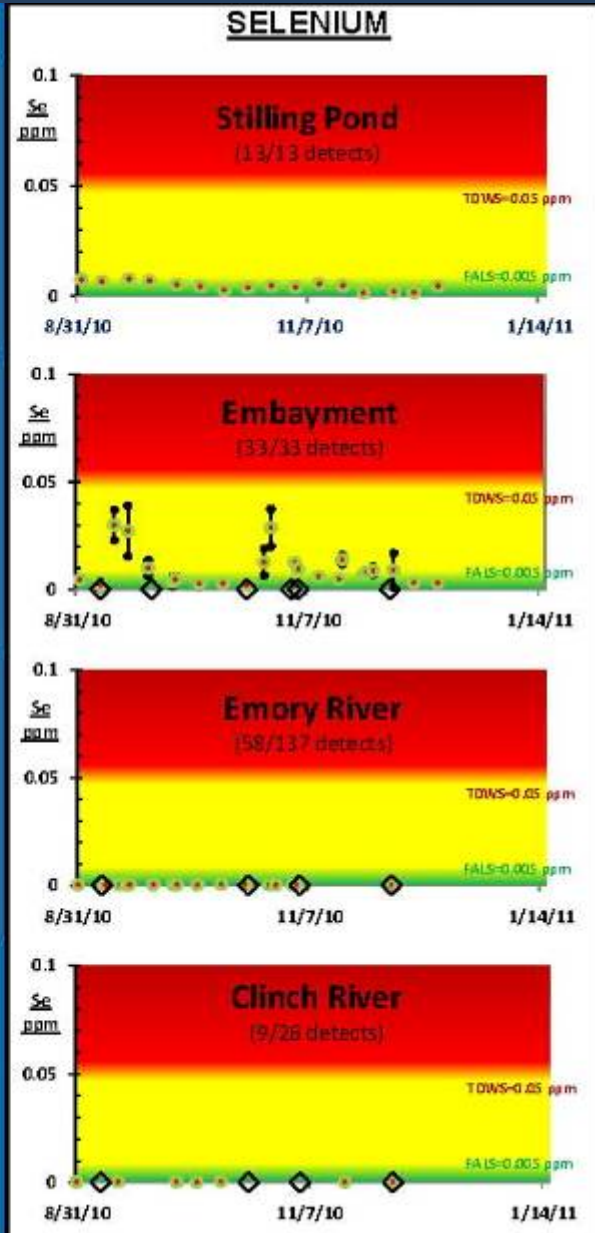 SELENIUM
0.1
Se
ppm
Stilling Pond
(13/13 detects)
0.05
TDWS=0.05 ppm
FALS=0.005 ppm
0
8/31/10 11/7/10 1/14/11
0.1
Se
ppm
Embayment
(33/33 detects)
0.05
TDWS=0.05 ppm
FALS=0.005 ppm
0
8/31/10 11/7/10 1/14/11
0.1
Se
ppm
Emory River
(58/137 detects)
0.05
TDWS=0.05 ppm
FALS=0.005 ppm
0
8/31/10 11/7/10 1/14/11
0.1
Se
ppm
Clinch River
(9/26 detects)
0.05
TDWS=0.05 ppm
FALS=0.005 ppm
0
8/31/10 11/7/10 1/14/11